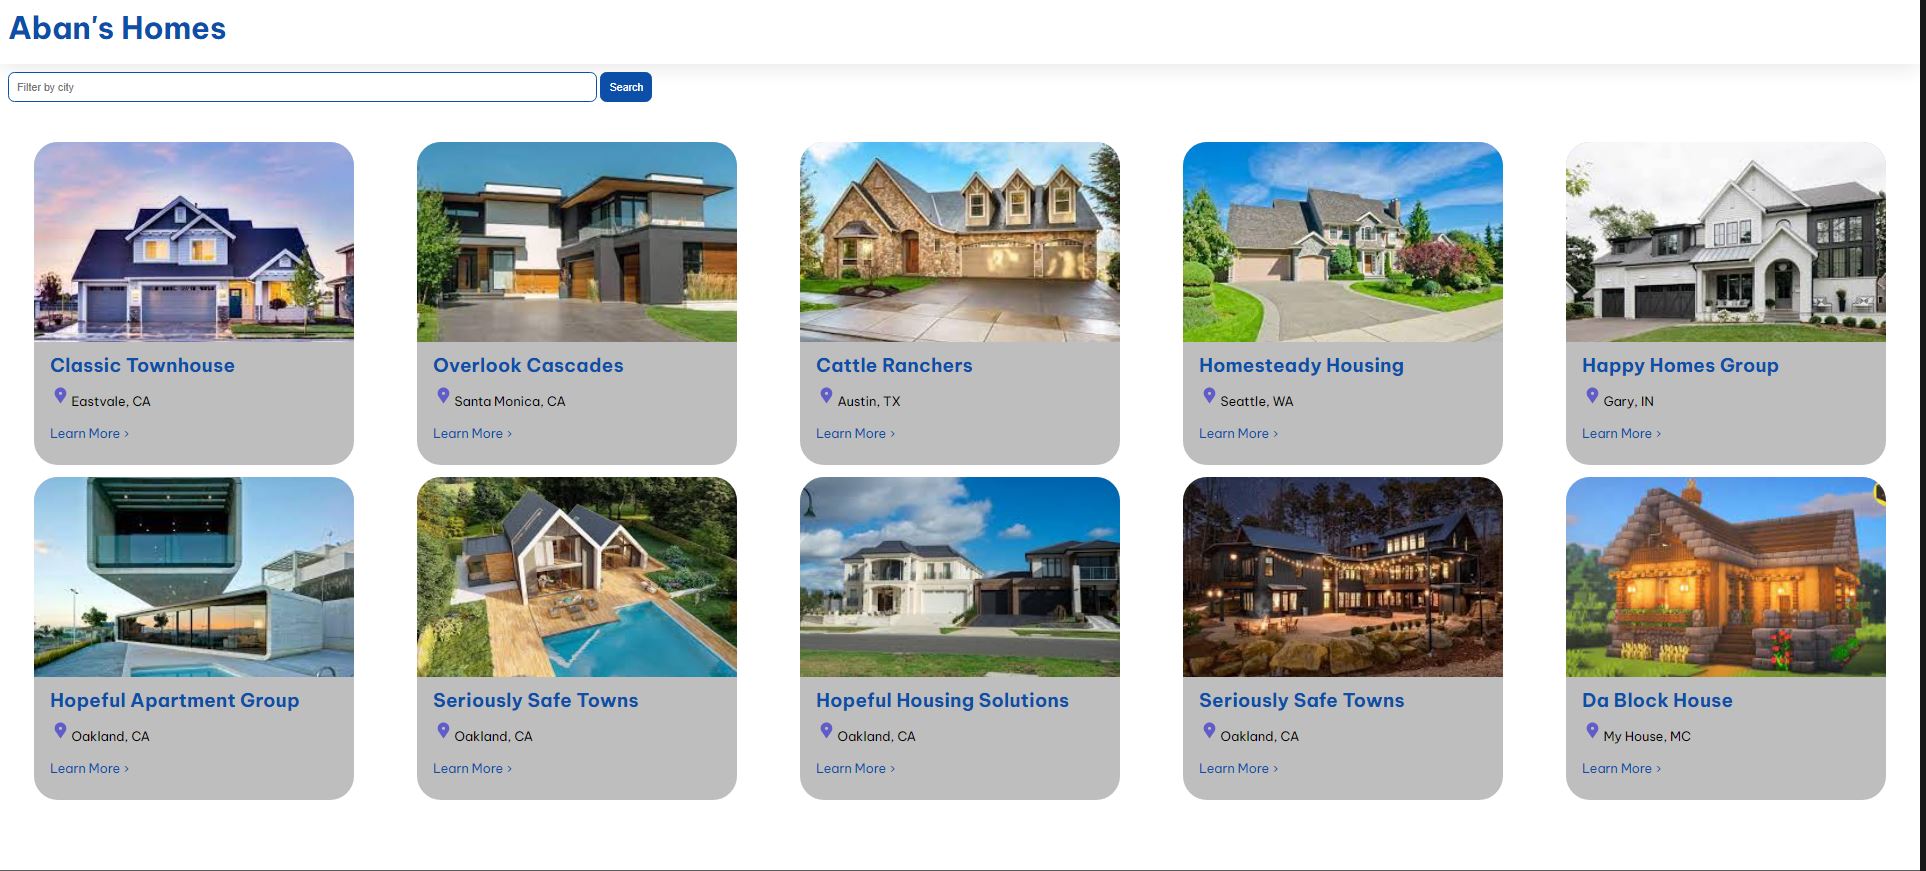 Aban's Homes
Filter by city
Search
Classic Townhouse
Eastvale, CA
Learn More >
Overlook Cascades
Santa Monica, CA
Learn More >
Cattle Ranchers
Austin, TX
Learn More >
Homesteady Housing
Seattle, WA
Learn More >
Happy Homes Group
Gary, IN
Learn More >
Hopeful Apartment Group
Oakland, CA
Learn More >
Seriously Safe Towns
Oakland, CA
Learn More >
Hopeful Housing Solutions
Oakland, CA
Learn More >
Seriously Safe Towns
Oakland, CA
Learn More >
Da Block House
My House, MC
Learn More >